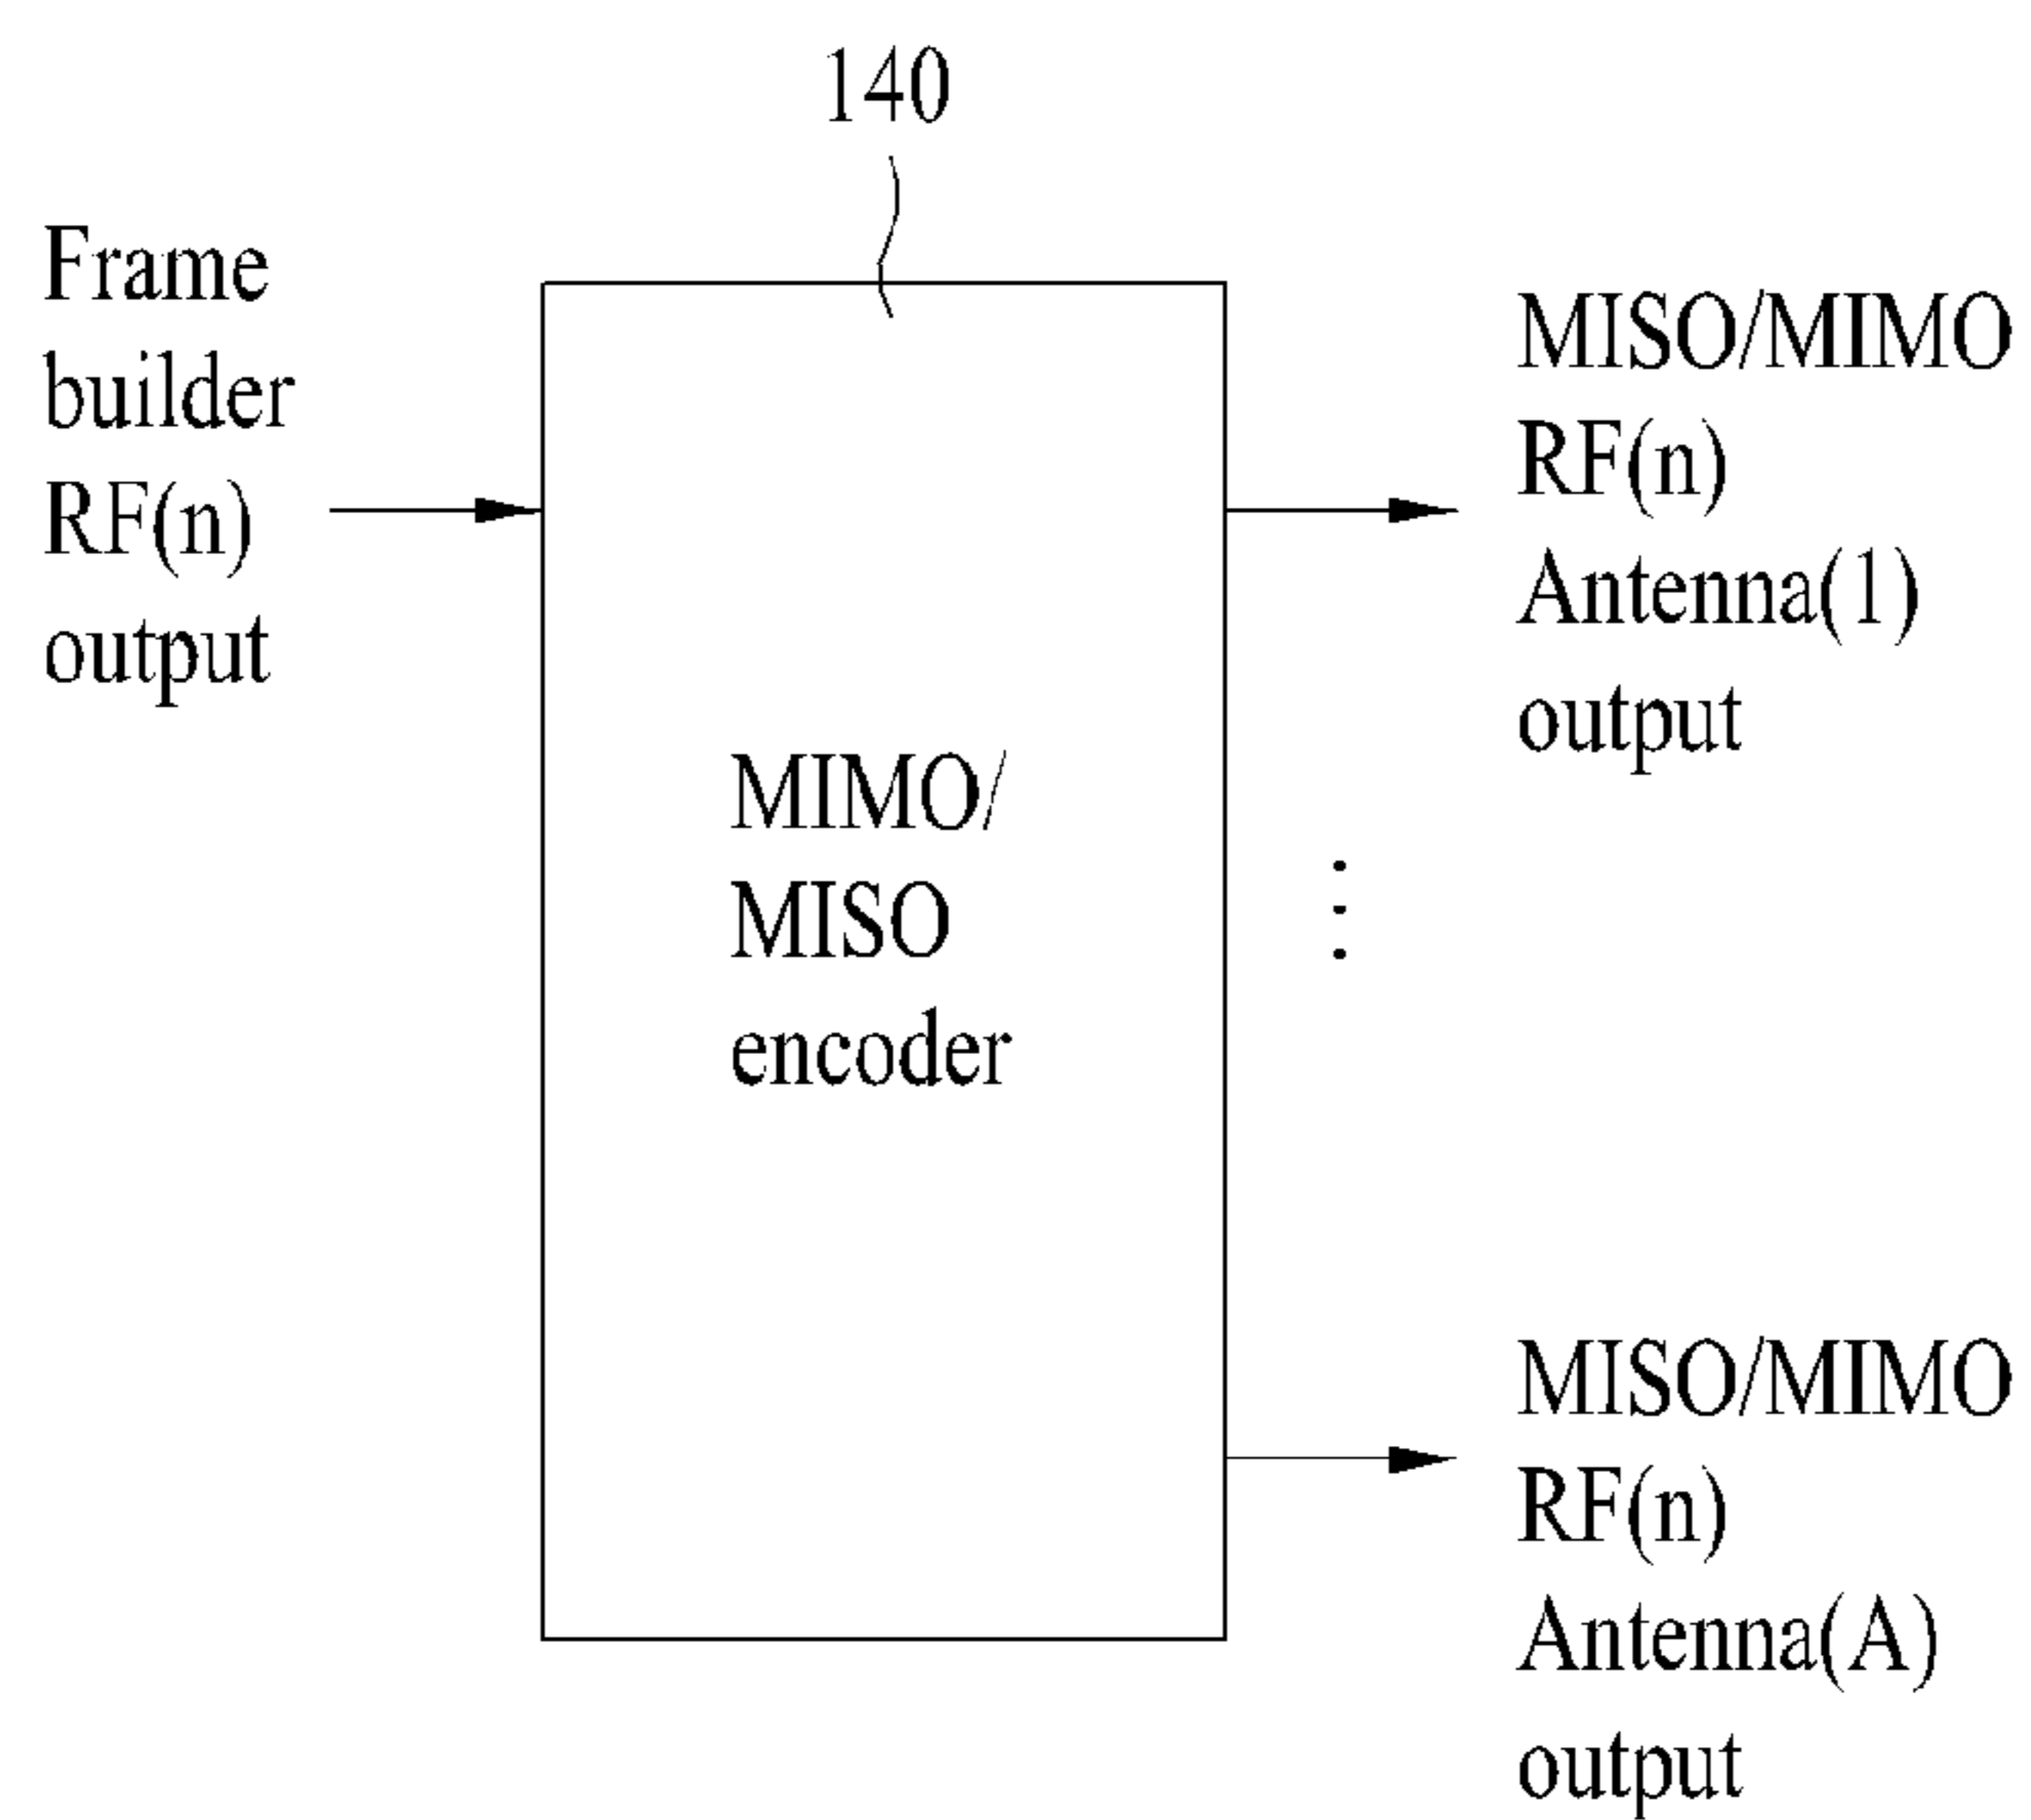 140
Frame
builder
RF(n)
output
MIMO/
MISO
encoder
MISO/MIMO
RF(n)
Antenna(1)
output
MISO/MIMO
RF(n)
Antenna(A)
output